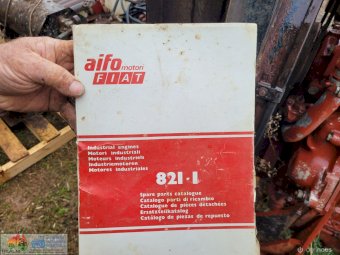 aifo motori
FIAT
Industrial engines
Motori industriali
Moteurs industriels
Industriemotoren
Motores industriales
821-I
Spare parts catalogue
Catalogo parti di ricambio
Catalogue de pièces détachées
Ersatzteilkatalog
Catálogo de piezas de repuesto